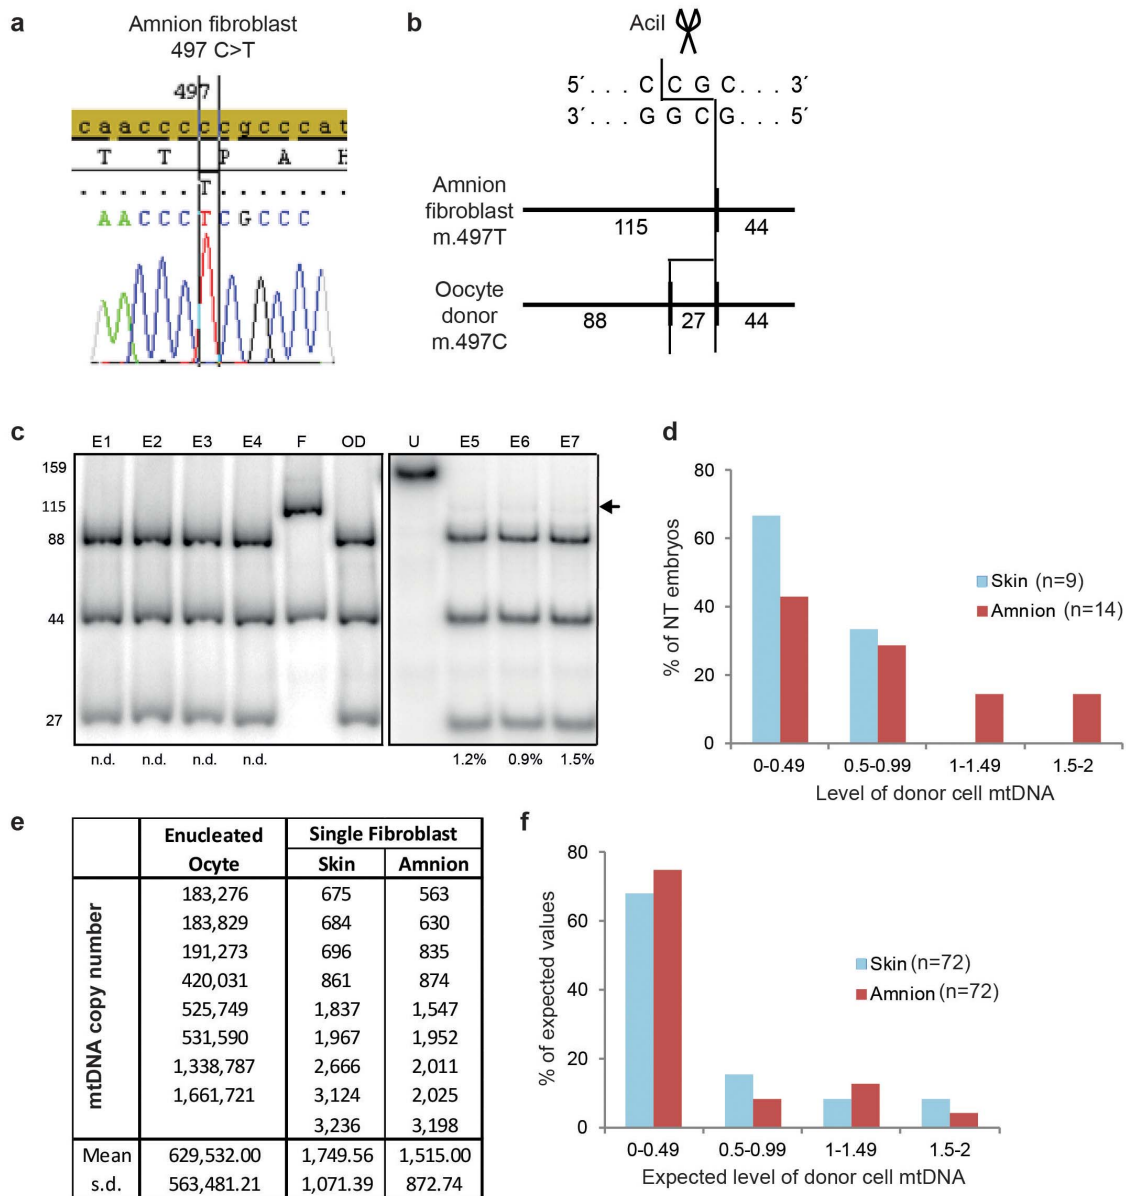 a
Amnion fibroblast
497 C>T
497
caacccccgcccat
T T P A H
. . . . . T . . . . . . .
AACCCTCGCCC
b
AciI
5´ . . . C C G C . . . 3´
3´ . . . G G C G . . . 5´
Amnion
fibroblast
m.497T
115 44
Oocyte
donor
m.497C
88 27 44
c
E1 E2 E3 E4 F OD U E5 E6 E7
159
115
88
44
27
n.d. n.d. n.d. n.d. 1.2% 0.9% 1.5%
d
% of NT embryos
80
60
40
20
0
Skin (n=9)
Amnion (n=14)
0-0.49 0.5-0.99 1-1.49 1.5-2
Level of donor cell mtDNA
e
Enucleated Single Fibroblast
Ocyte Skin Amnion
mtDNA copy number
183,276 675 563
183,829 684 630
191,273 696 835
420,031 861 874
525,749 1,837 1,547
531,590 1,967 1,952
1,338,787 2,666 2,011
1,661,721 3,124 2,025
3,236 3,198
Mean 629,532.00 1,749.56 1,515.00
s.d. 563,481.21 1,071.39 872.74
f
% of expected values
80
60
40
20
0
Skin (n=72)
Amnion (n=72)
0-0.49 0.5-0.99 1-1.49 1.5-2
Expected level of donor cell mtDNA